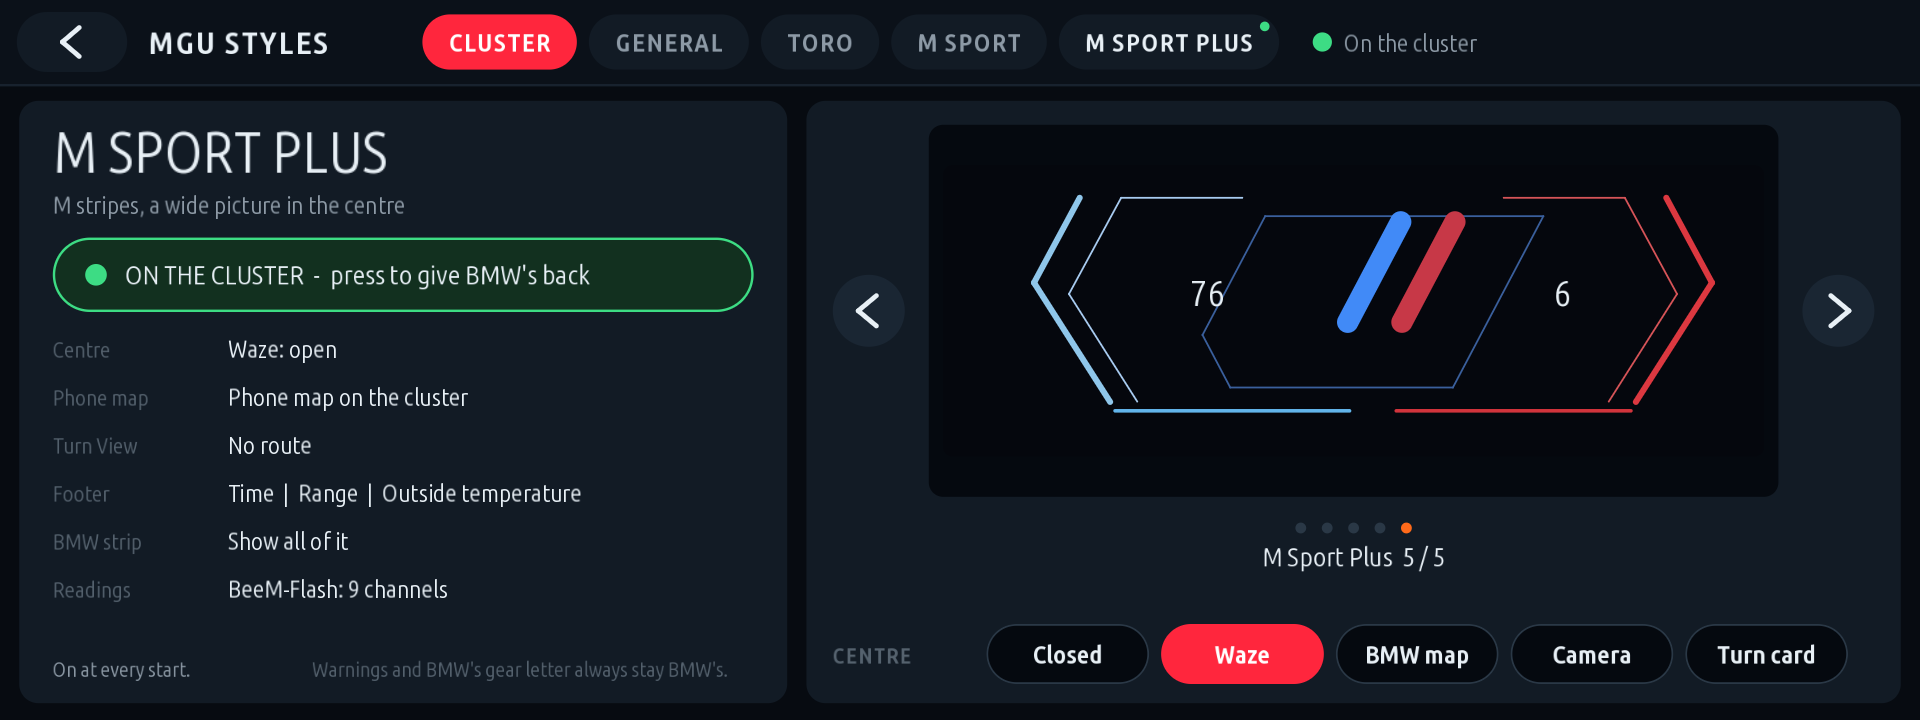 MGU STYLES
CLUSTER
GENERAL
TORO
M SPORT
M SPORT PLUS
On the cluster
M SPORT PLUS
M stripes, a wide picture in the centre
ON THE CLUSTER - press to give BMW's back
Centre Waze: open
Phone map Phone map on the cluster
Turn View No route
Footer Time | Range | Outside temperature
BMW strip Show all of it
Readings BeeM-Flash: 9 channels
On at every start. Warnings and BMW's gear letter always stay BMW's.
76
6
M Sport Plus 5 / 5
CENTRE
Closed
Waze
BMW map
Camera
Turn card